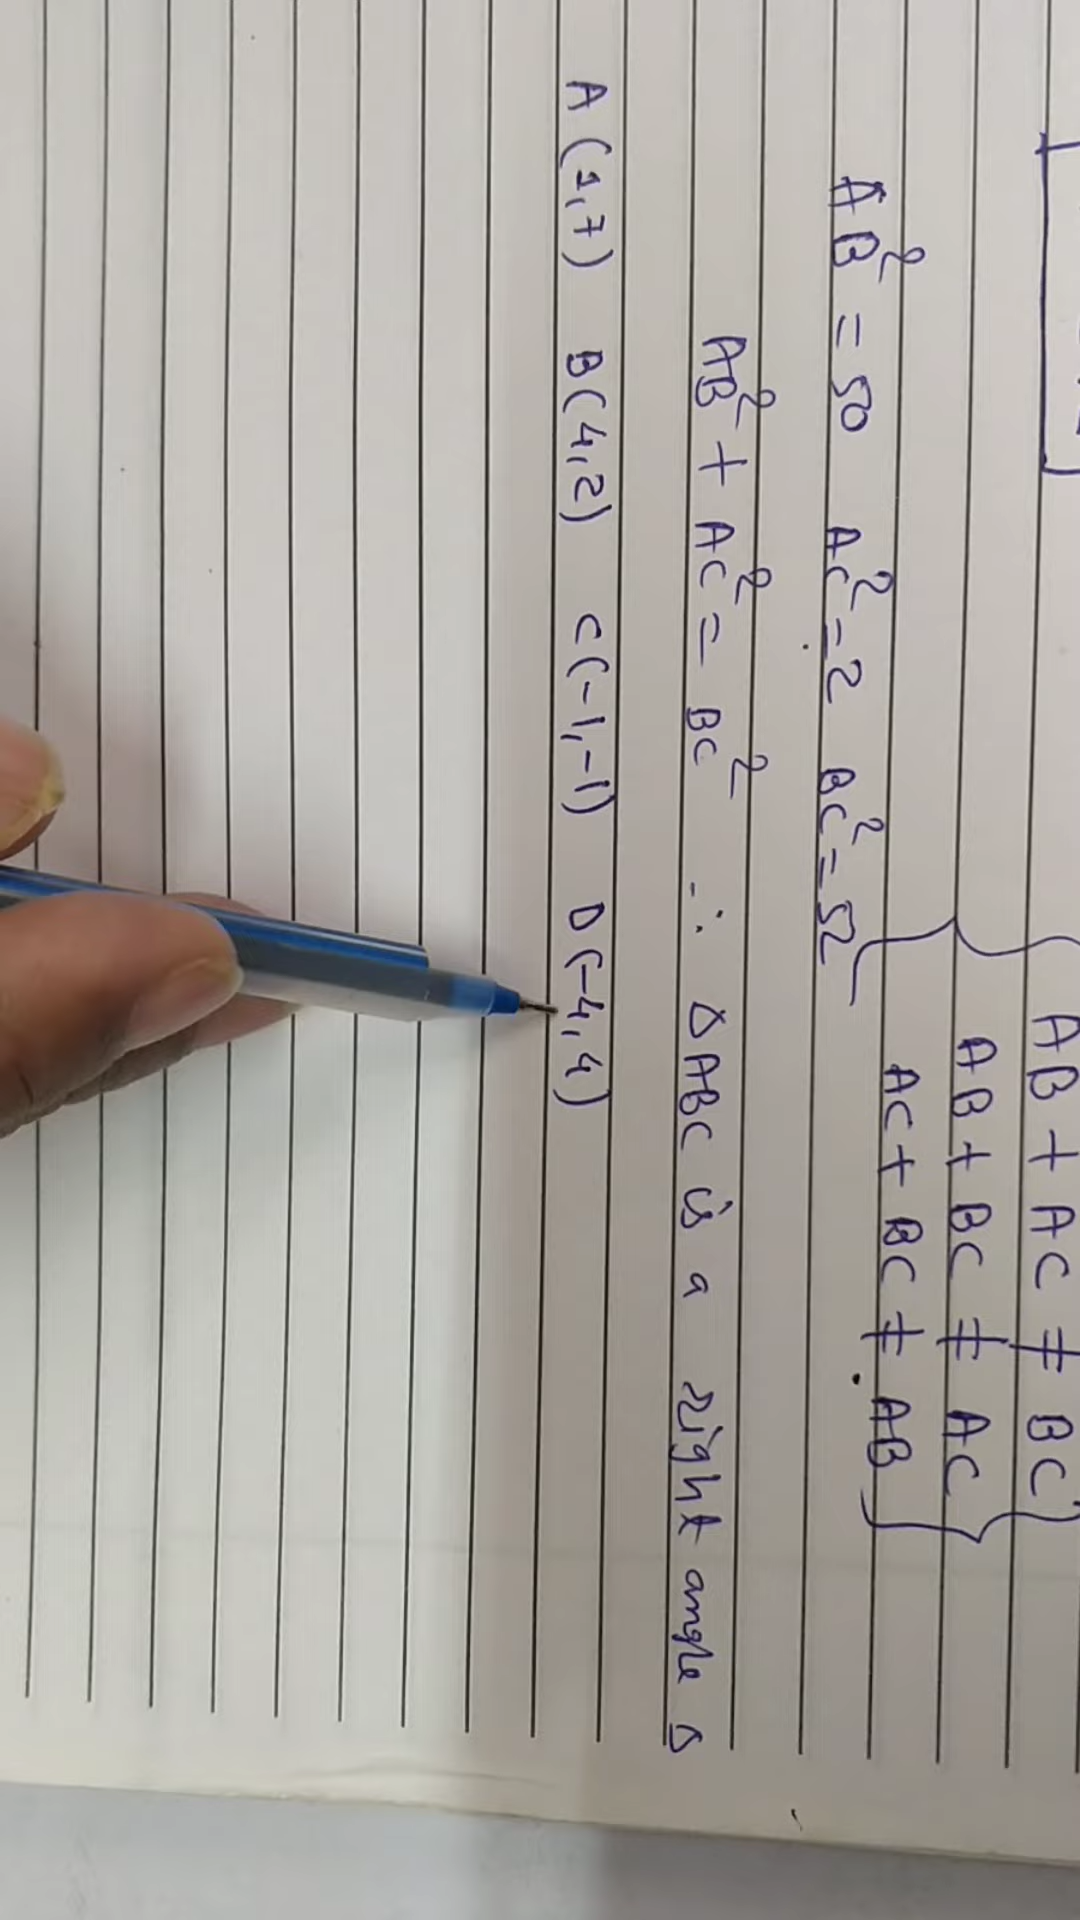 AB + AC ≠ BC
AB + BC ≠ AC
AC + BC ≠ AB
AB² = 50 AC² = 2 BC² = 52
AB² + AC² = BC² ∴ ΔABC is a right angle Δ
A (1,7) B(4,2) C(-1,-1) D(-4,4)